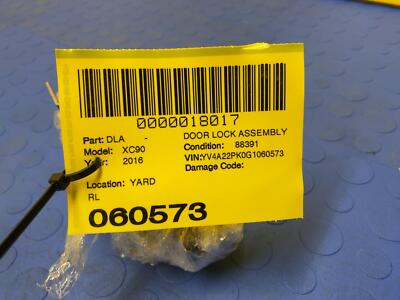 0000018017
Part: DLA - DOOR LOCK ASSEMBLY
Model: XC90 Condition: 88391
Year: 2016 VIN:YV4A22PK0G1060573
Damage Code:
Location: YARD
RL
060573